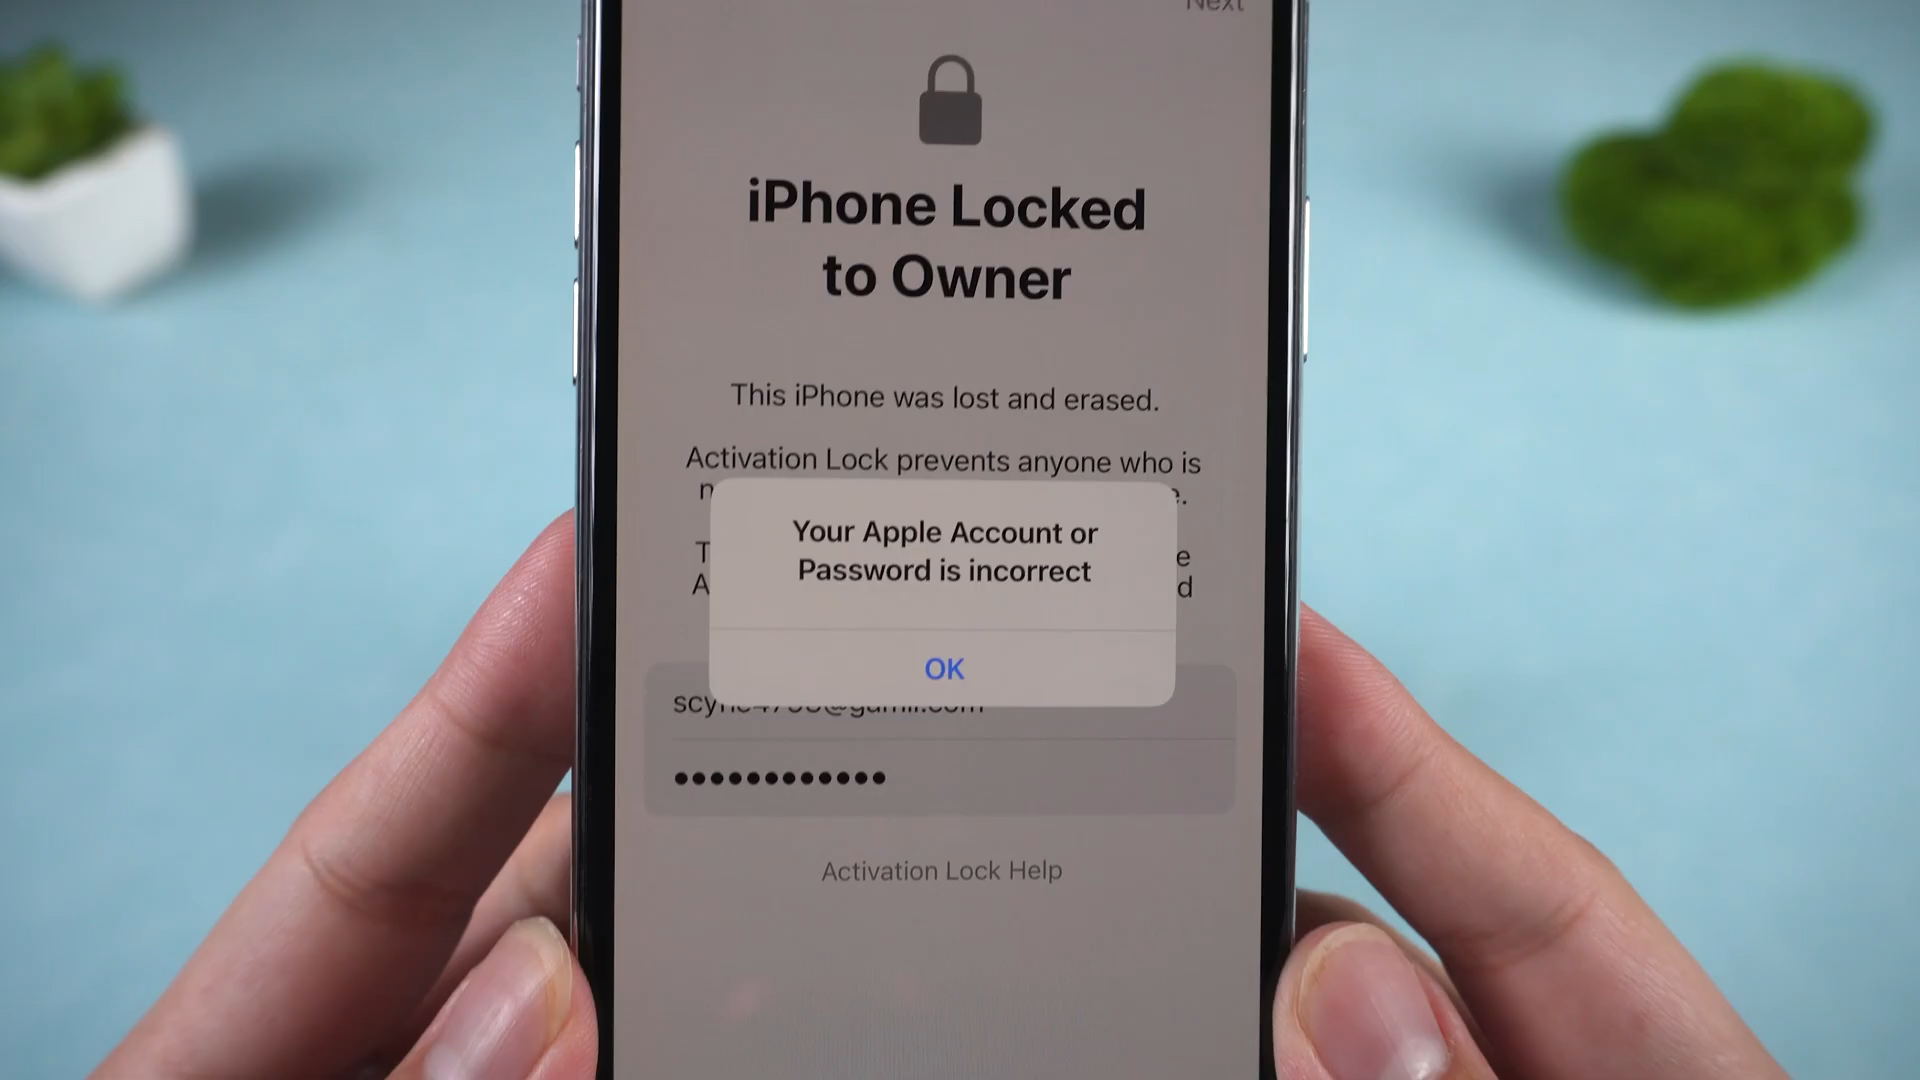 Next
iPhone Locked
to Owner
This iPhone was lost and erased.
Activation Lock prevents anyone who is
Your Apple Account or
Password is incorrect
OK
Activation Lock Help